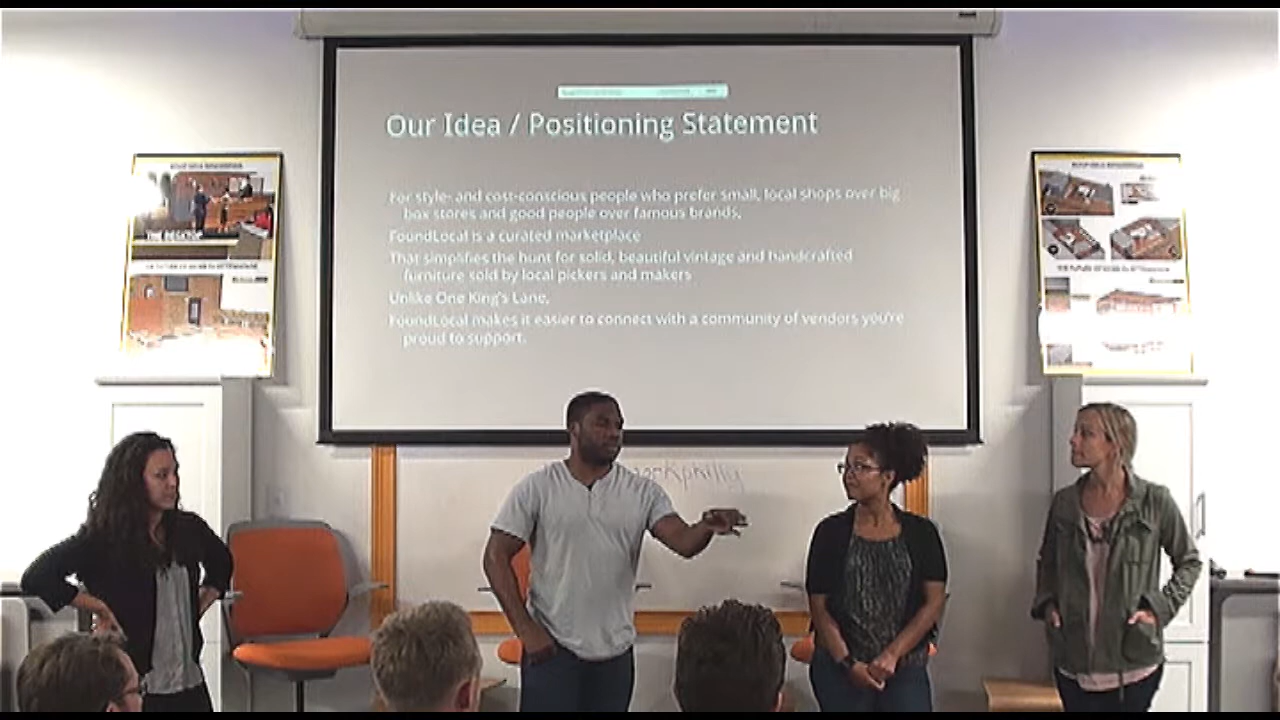 Our Idea / Positioning Statement
For style- and cost-conscious people who prefer small, local shops over big
box stores and good people over famous brands,
FoundLocal is a curated marketplace
That simplifies the hunt for solid, beautiful vintage and handcrafted
furniture sold by local pickers and makers
Unlike One King's Lane,
FoundLocal makes it easier to connect with a community of vendors you're
proud to support.
THE DESKTOP